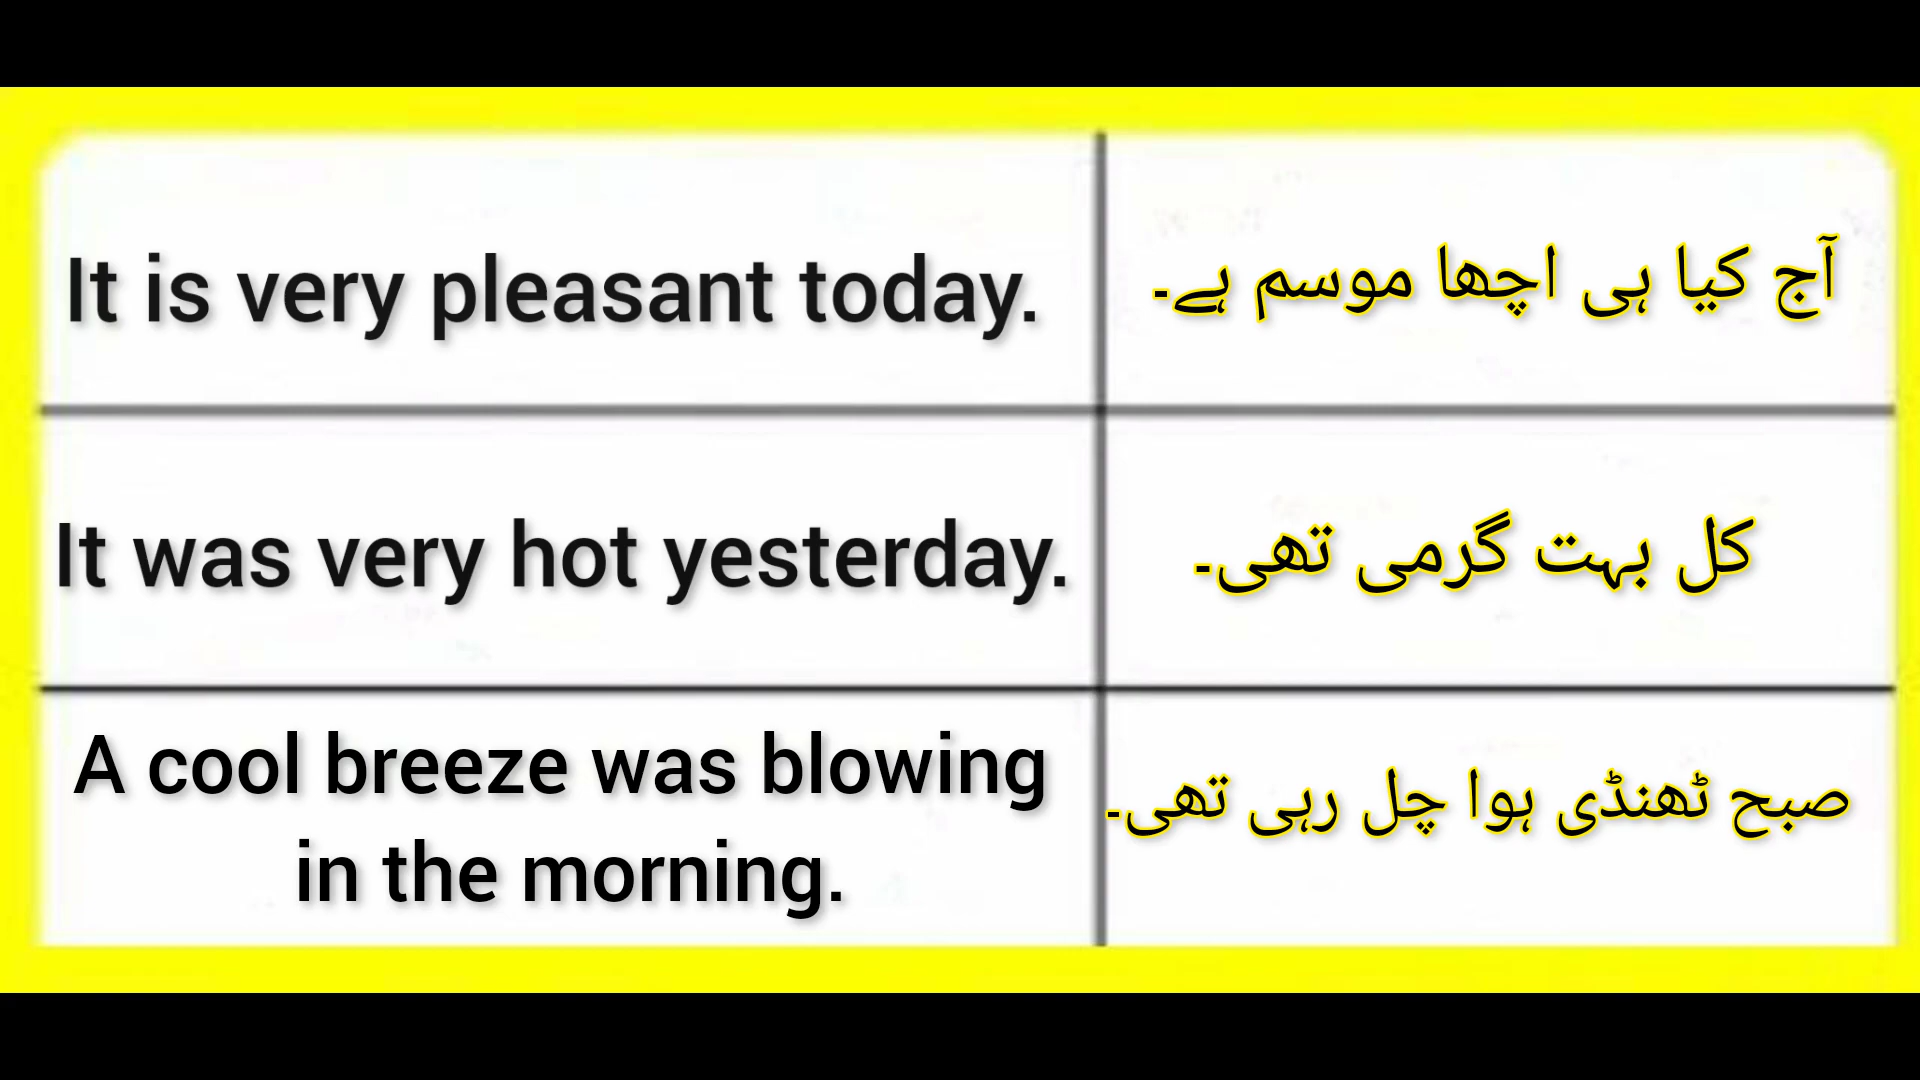 It is very pleasant today.
آج کیا ہی اچھا موسم ہے۔
It was very hot yesterday.
کل بہت گرمی تھی۔
A cool breeze was blowing
in the morning.
صبح ٹھنڈی ہوا چل رہی تھی۔